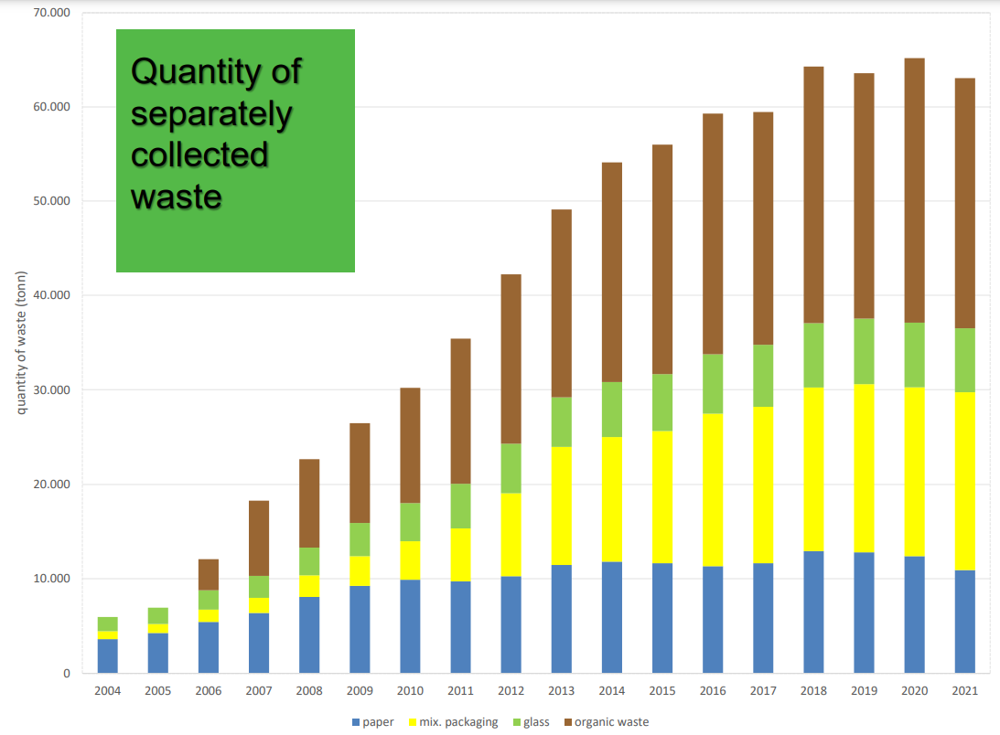 Quantity of
separately
collected
waste
quantity of waste (tonn)
70.000
60.000
50.000
40.000
30.000
20.000
10.000
0
2004 2005 2006 2007 2008 2009 2010 2011 2012 2013 2014 2015 2016 2017 2018 2019 2020 2021
paper mix. packaging glass organic waste